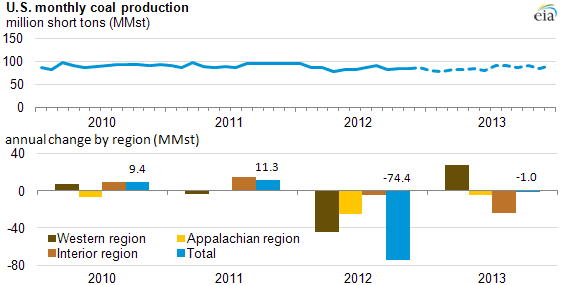 U.S. monthly coal production
million short tons (MMst)
eia
150
100
50
0
2010 2011 2012 2013
annual change by region (MMst)
40
0
-40
-80
9.4 11.3 -74.4 -1.0
Western region Appalachian region
Interior region Total
2010 2011 2012 2013